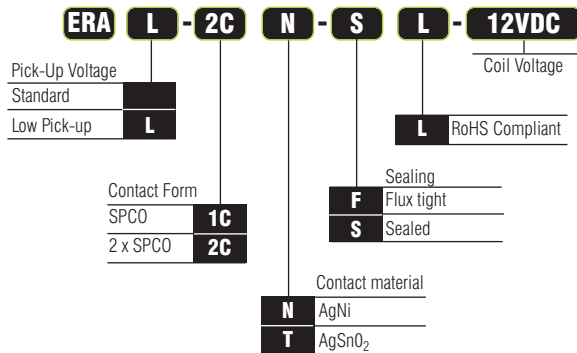 ERA L - 2C N - S L - 12VDC
Coil Voltage
Pick-Up Voltage
Standard
Low Pick-up L
L RoHS Compliant
Sealing
F Flux tight
S Sealed
Contact Form
SPCO 1C
2 x SPCO 2C
Contact material
N AgNi
T AgSnO₂